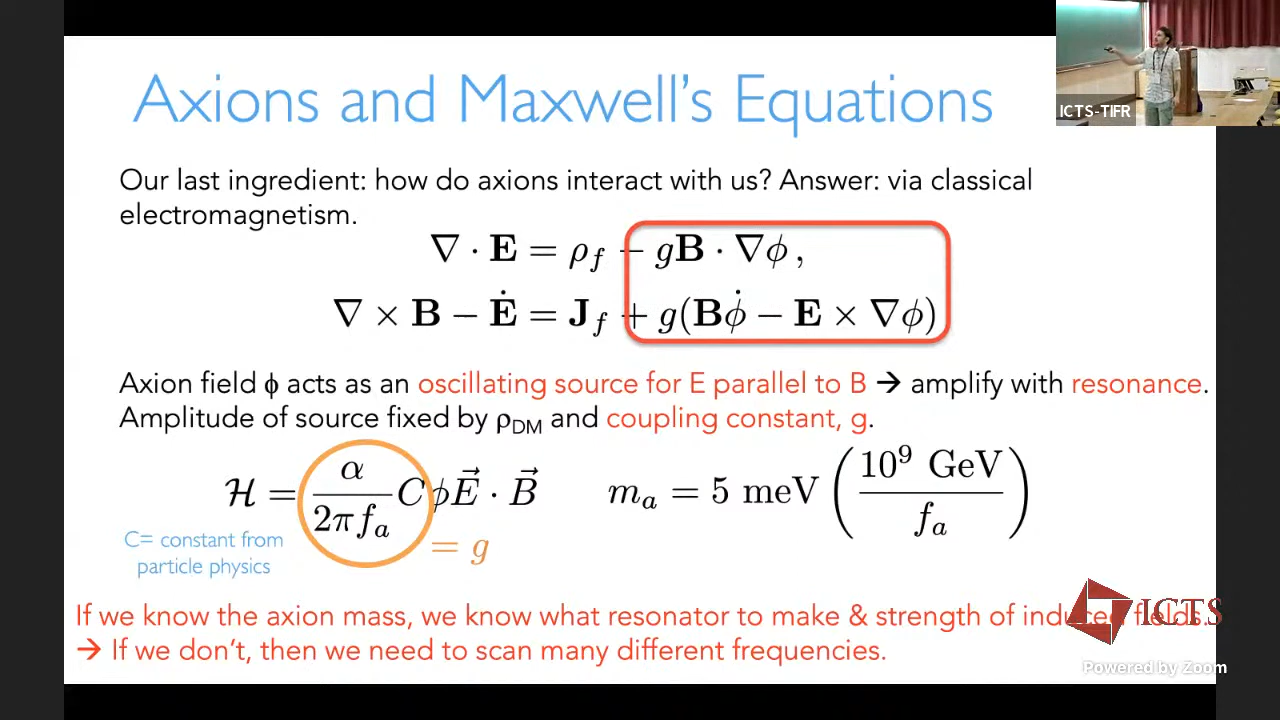 Axions and Maxwell's Equations
ICTS-TIFR
Our last ingredient: how do axions interact with us? Answer: via classical
electromagnetism.
∇ · E = ρ_f − gB · ∇ϕ ,
∇ × B − Ė = J_f + g(Bϕ̇ − E × ∇ϕ)
Axion field ϕ acts as an oscillating source for E parallel to B → amplify with resonance.
Amplitude of source fixed by ρ_DM and coupling constant, g.
ℋ = α/(2πf_a) Cϕ E⃗ · B⃗
m_a = 5 meV (10⁹ GeV / f_a)
= g
C= constant from
particle physics
If we know the axion mass, we know what resonator to make & strength of induced fields.
→ If we don't, then we need to scan many different frequencies.
ICTS
Powered by Zoom